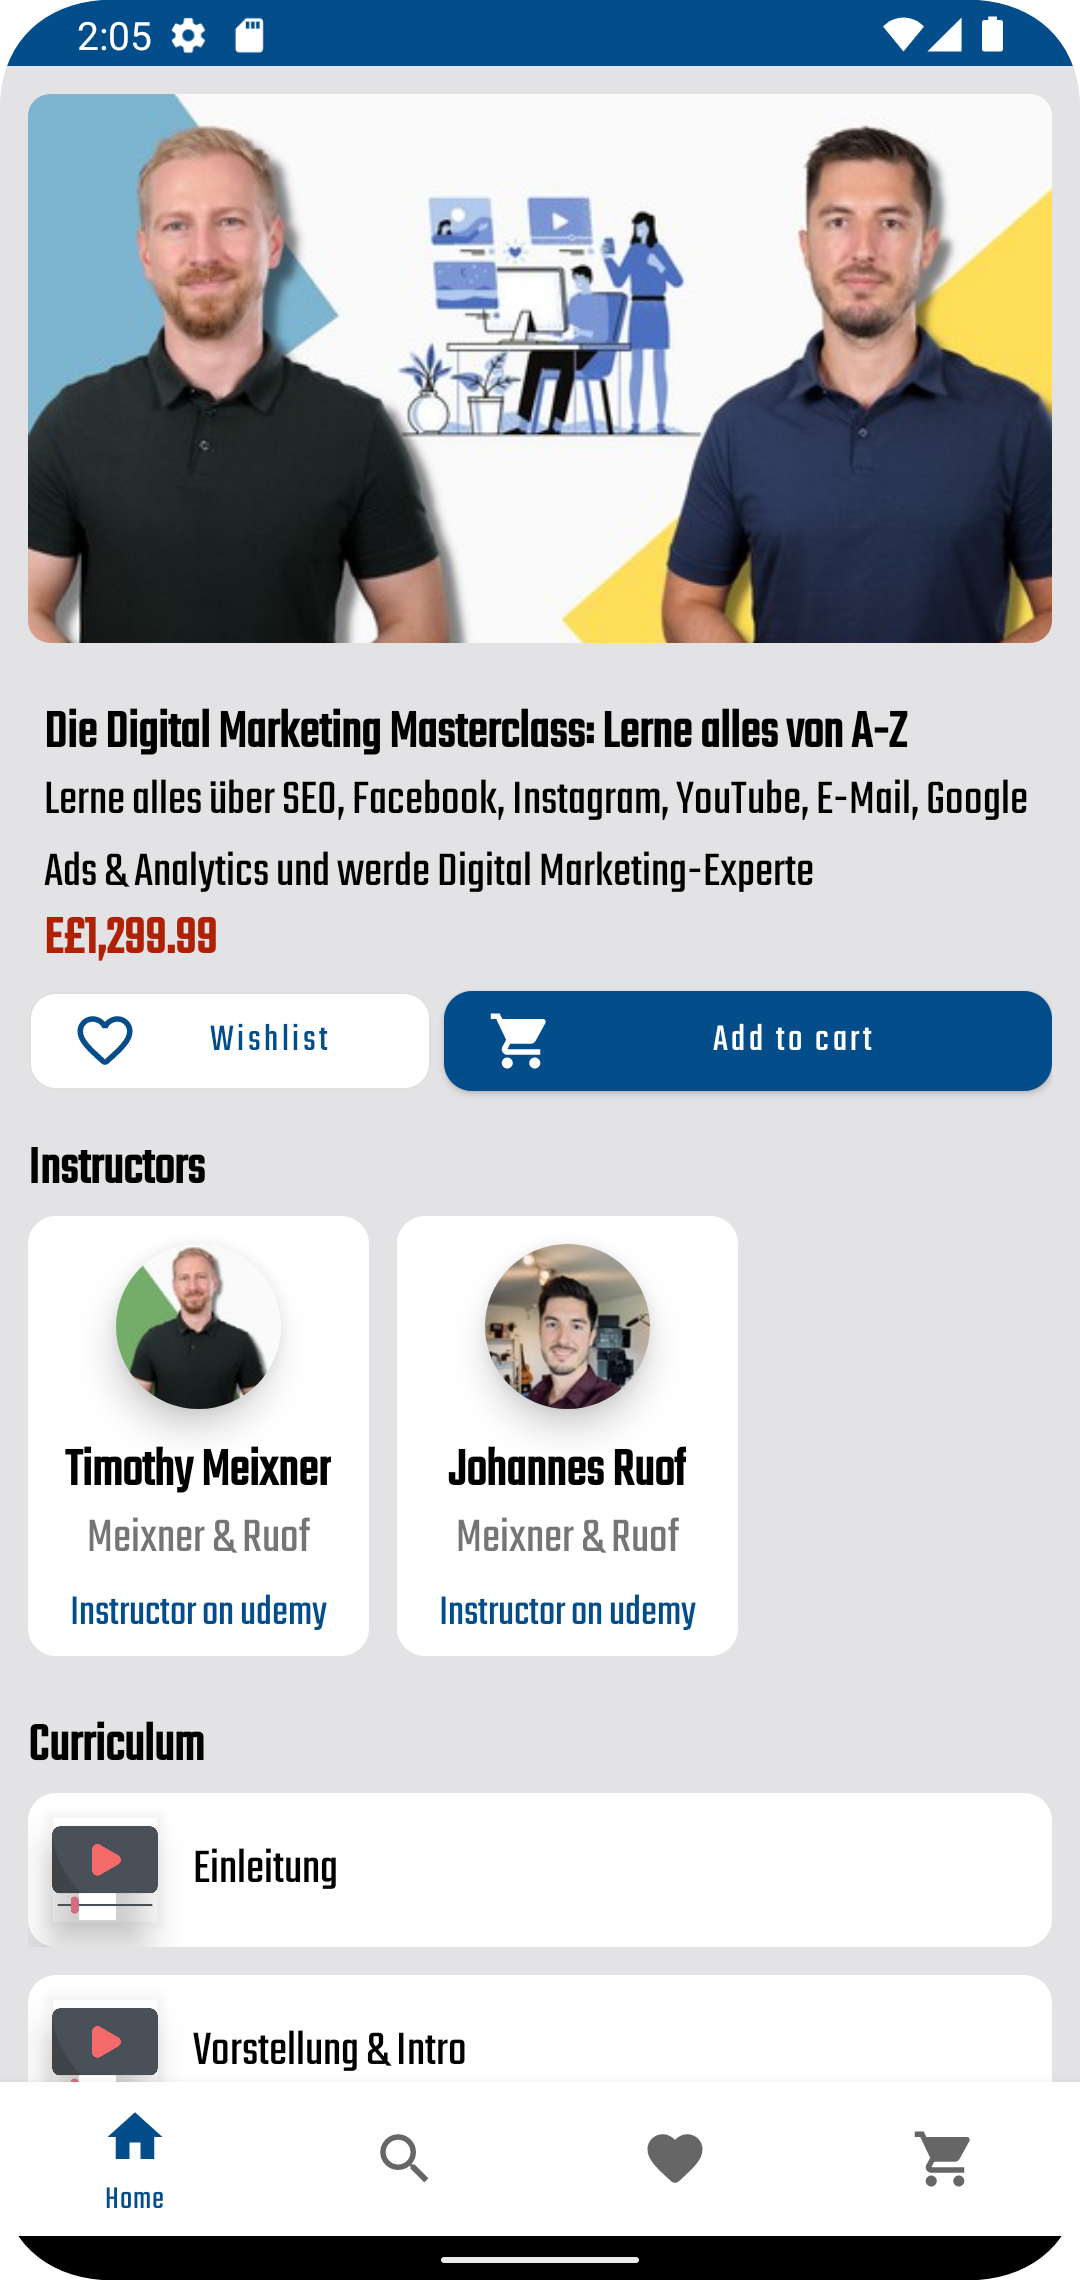 2:05
Die Digital Marketing Masterclass: Lerne alles von A-Z
Lerne alles über SEO, Facebook, Instagram, YouTube, E-Mail, Google
Ads & Analytics und werde Digital Marketing-Experte
E£1,299.99
Wishlist
Add to cart
Instructors
Timothy Meixner
Meixner & Ruof
Instructor on udemy
Johannes Ruof
Meixner & Ruof
Instructor on udemy
Curriculum
Einleitung
Vorstellung & Intro
Home